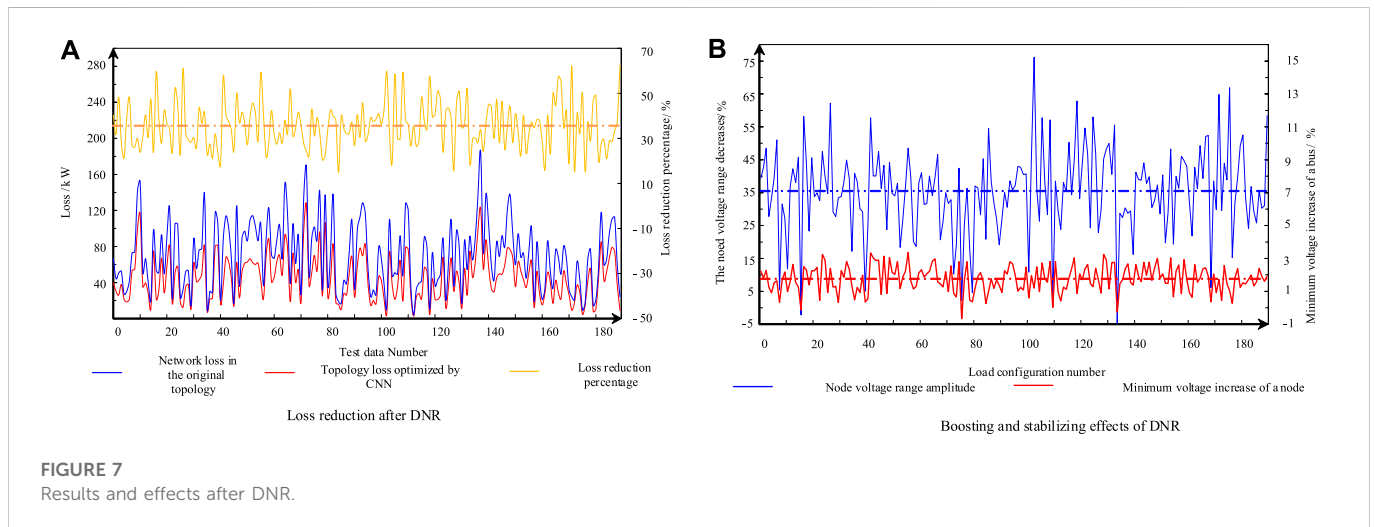 A
280
240
200
160
120
80
40
Loss / kW
70
50
30
10
-10
-30
-50
Loss reduction percentage/ %
0 20 40 60 80 100 120 140 160 180
Test data Number
Network loss in
the original
topology
Topology loss optimized by
CNN
Loss reduction
percentage
Loss reduction after DNR
B
75
65
55
45
35
25
15
5
-5
The noed voltage range decreases/ %
15
13
11
9
7
5
3
1
-1
Minimum voltage increase of a bus/ %
0 20 40 60 80 100 120 140 160 180
Load configuration number
Node voltage range amplitude
Minimum voltage increase of a node
Boosting and stabilizing effects of DNR
FIGURE 7
Results and effects after DNR.